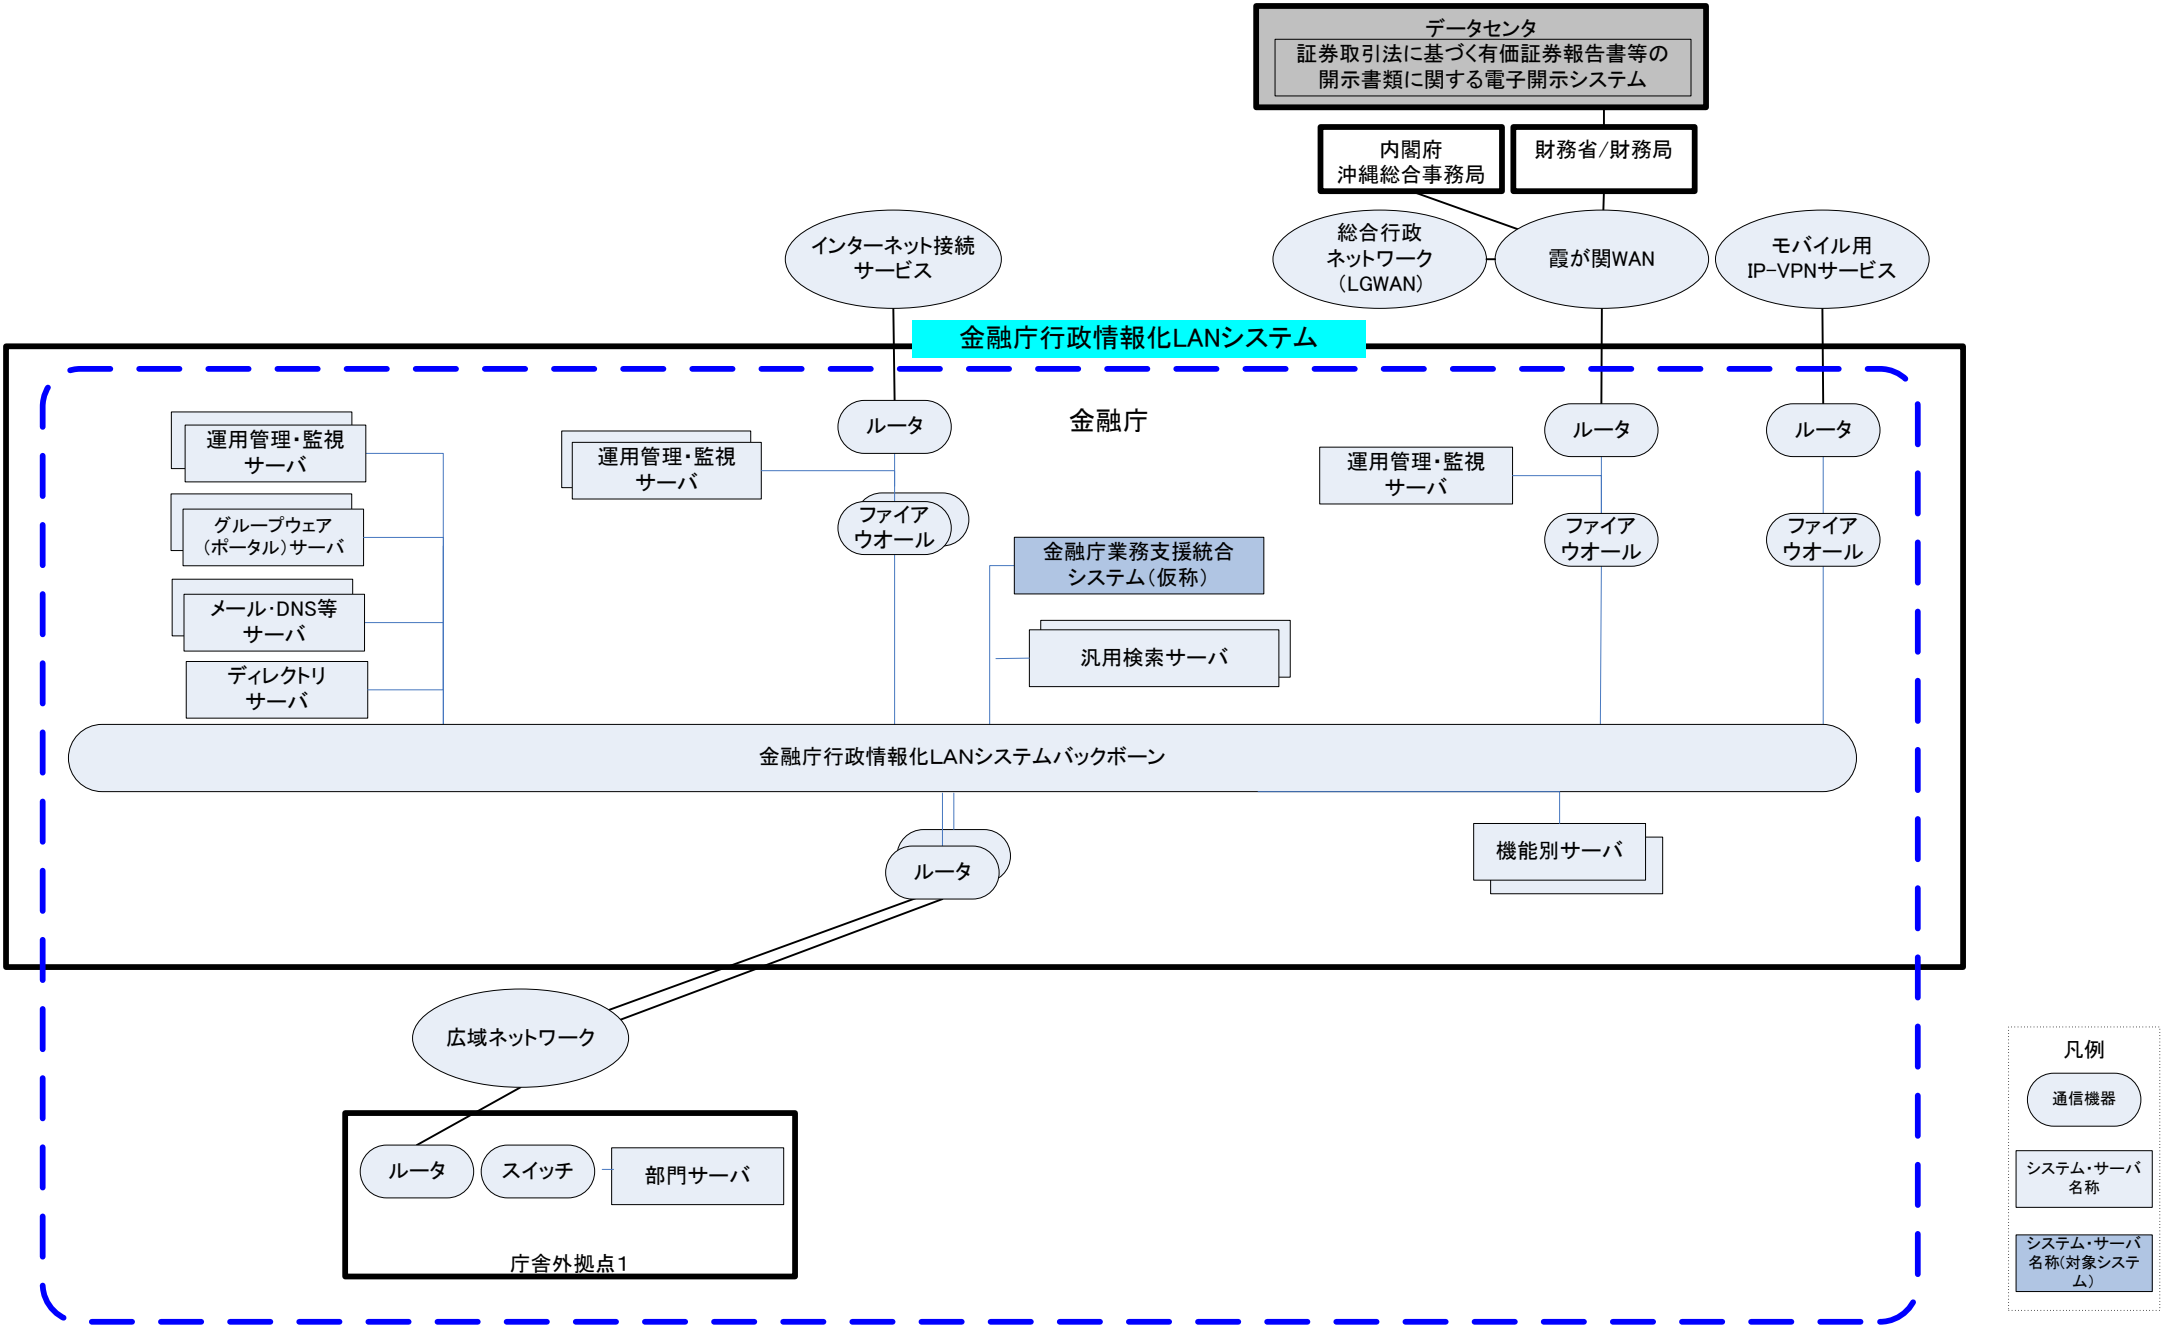 データセンタ
証券取引法に基づく有価証券報告書等の
開示書類に関する電子開示システム
内閣府
沖縄総合事務局
財務省/財務局
インターネット接続
サービス
総合行政
ネットワーク
(LGWAN)
霞が関WAN
モバイル用
IP-VPNサービス
金融庁行政情報化LANシステム
金融庁
運用管理・監視
サーバ
グループウェア
(ポータル)サーバ
メール・DNS等
サーバ
ディレクトリ
サーバ
運用管理・監視
サーバ
ルータ
ファイア
ウオール
金融庁業務支援統合
システム(仮称)
汎用検索サーバ
運用管理・監視
サーバ
ルータ
ファイア
ウオール
ルータ
ファイア
ウオール
金融庁行政情報化LANシステムバックボーン
ルータ
機能別サーバ
広域ネットワーク
ルータ
スイッチ
部門サーバ
庁舎外拠点1
凡例
通信機器
システム・サーバ
名称
システム・サーバ
名称(対象システ
ム)